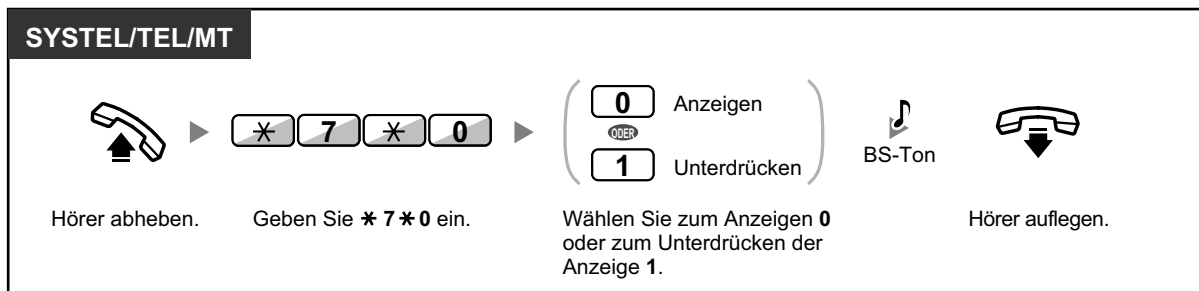 SYSTEL/TEL/MT
* 7 * 0
0 Anzeigen
ODER
1 Unterdrücken
BS-Ton
Hörer abheben.
Geben Sie * 7 * 0 ein.
Wählen Sie zum Anzeigen 0
oder zum Unterdrücken der
Anzeige 1.
Hörer auflegen.